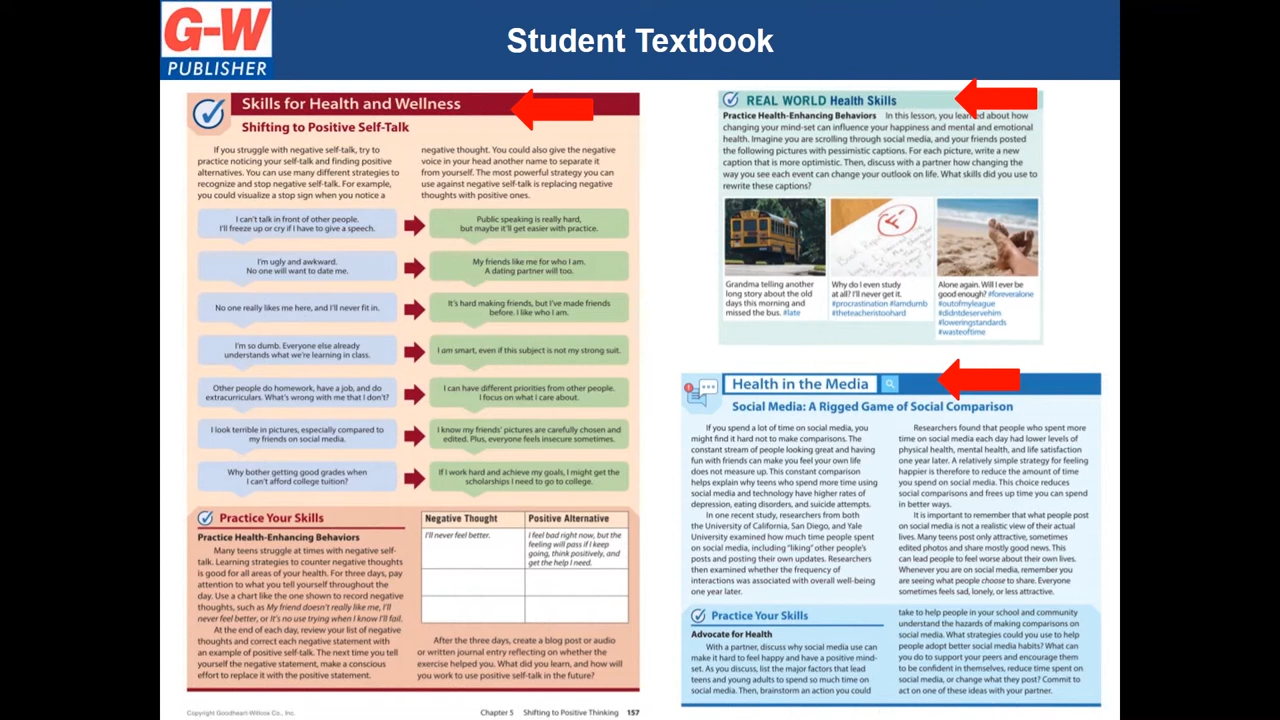 G-W
PUBLISHER
Student Textbook
Skills for Health and Wellness
Shifting to Positive Self-Talk
If you struggle with negative self-talk, try to
practice noticing your self-talk and finding positive
alternatives. You can use many different strategies to
recognize and stop negative self-talk. For example,
you could visualize a stop sign when you notice a
negative thought. You could also give the negative
voice in your head another name to separate it
from yourself. The most powerful strategy you can
use against negative self-talk is replacing negative
thoughts with positive ones.
I can't talk in front of other people.
I'll freeze up or cry if I have to give a speech.
Public speaking is really hard,
but maybe it'll get easier with practice.
I'm ugly and awkward.
No one will want to date me.
My friends like me for who I am.
A dating partner will too.
No one really likes me here, and I'll never fit in.
It's hard making friends, but I've made friends
before. I like who I am.
I'm so dumb. Everyone else already
understands what we're learning in class.
I am smart, even if this subject is not my strong suit.
Other people do homework, have a job, and do
extracurriculars. What's wrong with me that I don't?
I can have different priorities from other people.
I focus on what I care about.
I look terrible in pictures, especially compared to
my friends on social media.
I know my friends' pictures are carefully chosen and
edited. Plus, everyone feels insecure sometimes.
Why bother getting good grades when
I can't afford college tuition?
If I work hard and achieve my goals, I might get the
scholarships I need to go to college.
Practice Your Skills
Practice Health-Enhancing Behaviors
Many teens struggle at times with negative self-
talk. Learning strategies to counter negative thoughts
is good for all areas of your health. For three days, pay
attention to what you tell yourself throughout the
day. Use a chart like the one shown to record negative
thoughts, such as My friend doesn't really like me, I'll
never feel better, or It's no use trying when I know I'll fail.
At the end of each day, review your list of negative
thoughts and correct each negative statement with
an example of positive self-talk. The next time you tell
yourself the negative statement, make a conscious
effort to replace it with the positive statement.
Negative Thought
Positive Alternative
I'll never feel better.
I feel bad right now, but the
feeling will pass if I keep
going, think positively, and
get the help I need.
After the three days, create a blog post or audio
or written journal entry reflecting on whether the
exercise helped you. What did you learn, and how will
you work to use positive self-talk in the future?
Copyright Goodheart-Willcox Co., Inc.
Chapter 5 Shifting to Positive Thinking 157
REAL WORLD Health Skills
Practice Health-Enhancing Behaviors In this lesson, you learned about how
changing your mind-set can influence your happiness and mental and emotional
health. Imagine you are scrolling through social media, and your friends posted
the following pictures with pessimistic captions. For each picture, write a new
caption that is more optimistic. Then, discuss with a partner how changing the
way you see each event can change your outlook on life. What skills did you use to
rewrite these captions?
F-
Grandma telling another
long story about the old
days this morning and
missed the bus. #late
Why do I even study
at all? I'll never get it.
#procrastination #Iamdumb
#theteacheristoohard
Alone again. Will I ever be
good enough? #foreveralone
#outofmyleague
#didntdeservehim
#loweringstandards
#wasteoftime
Health in the Media
Social Media: A Rigged Game of Social Comparison
If you spend a lot of time on social media, you
might find it hard not to make comparisons. The
constant stream of people looking great and having
fun with friends can make you feel your own life
does not measure up. This constant comparison
helps explain why teens who spend more time using
social media and technology have higher rates of
depression, eating disorders, and suicide attempts.
In one recent study, researchers from both
the University of California, San Diego, and Yale
University examined how much time people spent
on social media, including "liking" other people's
posts and posting their own updates. Researchers
then examined whether the frequency of
interactions was associated with overall well-being
one year later.
Researchers found that people who spent more
time on social media each day had lower levels of
physical health, mental health, and life satisfaction
one year later. A relatively simple strategy for feeling
happier is therefore to reduce the amount of time
you spend on social media. This choice reduces
social comparisons and frees up time you can spend
in better ways.
It is important to remember that what people post
on social media is not a realistic view of their actual
lives. Many teens post only attractive, sometimes
edited photos and share mostly good news. This
can lead people to feel worse about their own lives.
Whenever you are on social media, remember you
are seeing what people choose to share. Everyone
sometimes feels sad, lonely, or less attractive.
Practice Your Skills
Advocate for Health
With a partner, discuss why social media use can
make it hard to feel happy and have a positive mind-
set. As you discuss, list the major factors that lead
teens and young adults to spend so much time on
social media. Then, brainstorm an action you could
take to help people in your school and community
understand the hazards of making comparisons on
social media. What strategies could you use to help
people adopt better social media habits? What can
you do to support your peers and encourage them
to be confident in themselves, reduce time spent on
social media, or change what they post? Commit to
act on one of these ideas with your partner.